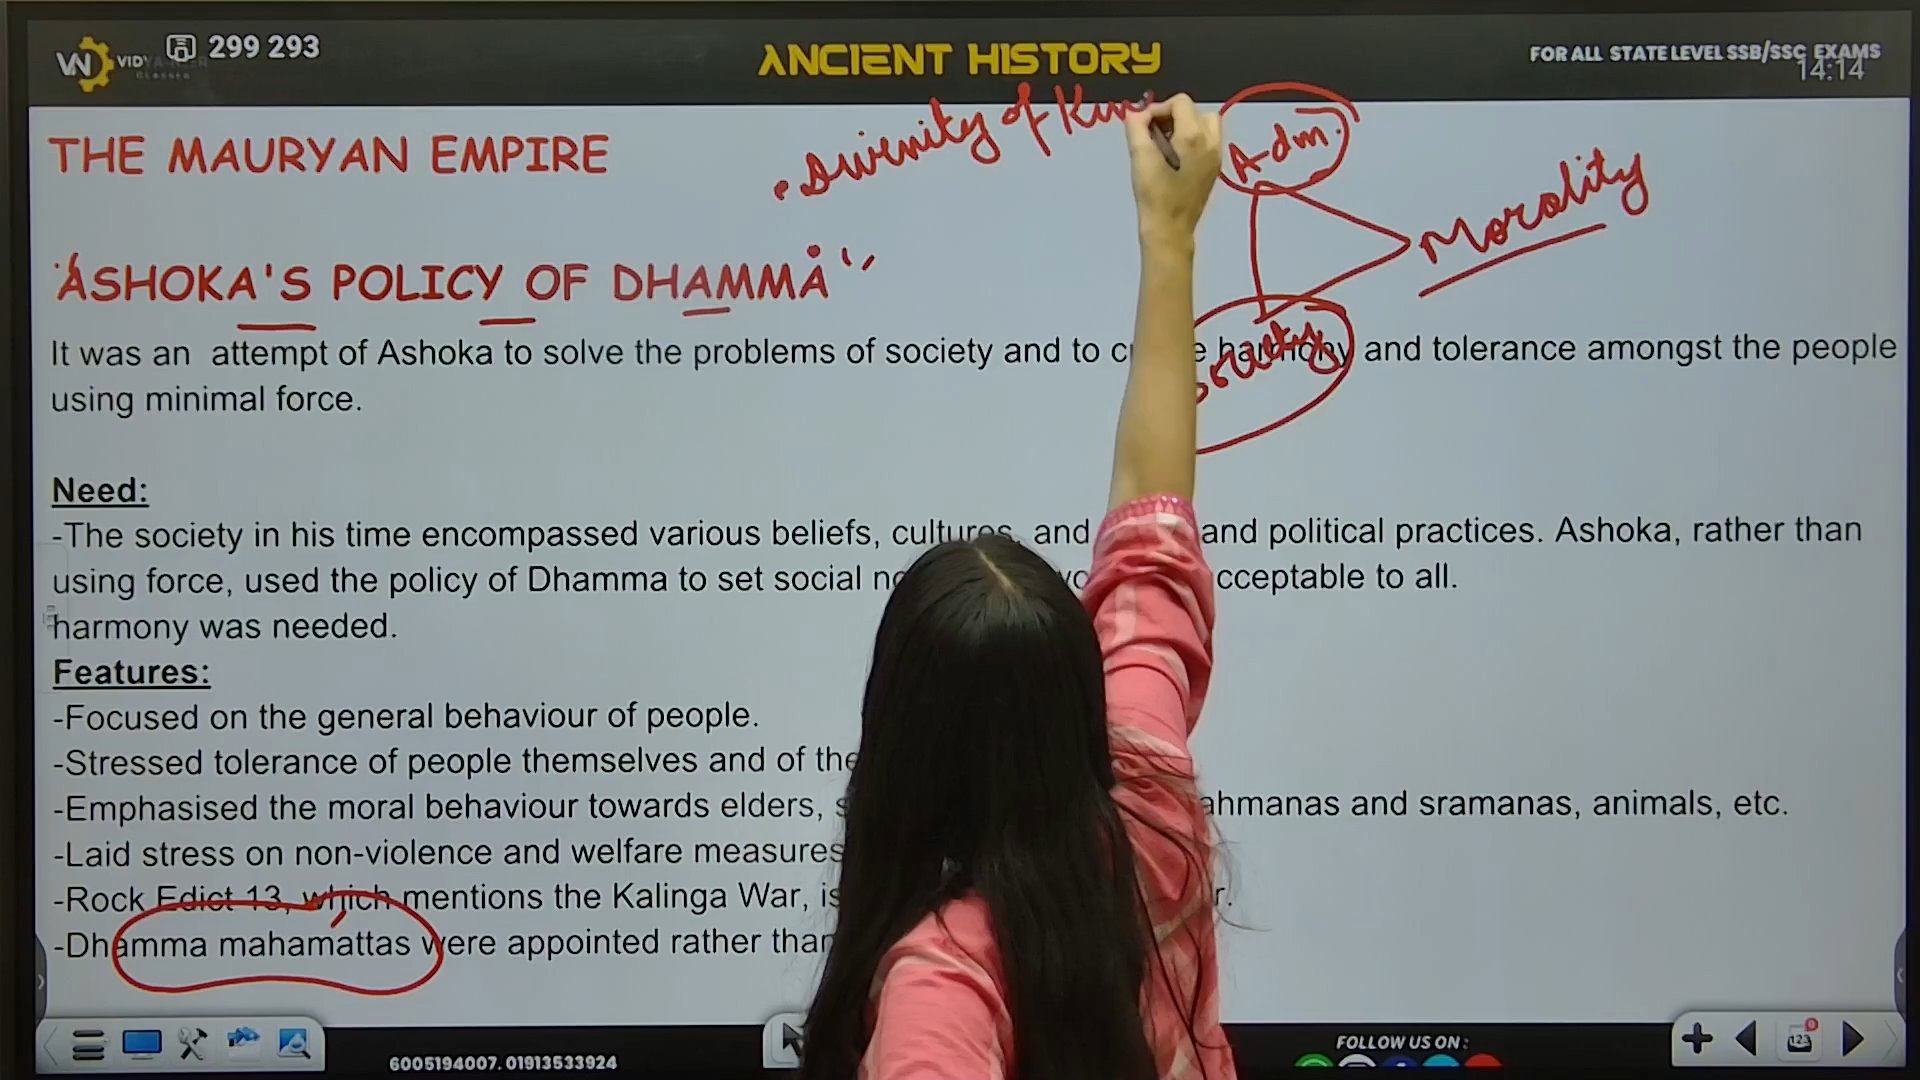 VN VIDYA
CLASSES
299 293
ANCIENT HISTORY
FOR ALL STATE LEVEL SSB/SSC EXAMS
14:14
THE MAURYAN EMPIRE
• Divinity of
Adm.
Morality
Society
"ASHOKA'S POLICY OF DHAMMA"
It was an attempt of Ashoka to solve the problems of society and to and tolerance amongst the people
using minimal force.
Need:
-The society in his time encompassed various beliefs, cultures, and and political practices. Ashoka, rather than
using force, used the policy of Dhamma to set social acceptable to all.
harmony was needed.
Features:
-Focused on the general behaviour of people.
-Stressed tolerance of people themselves and of
-Emphasised the moral behaviour towards elders, and sramanas, animals, etc.
-Laid stress on non-violence and welfare measures
-Rock Edict 13, which mentions the Kalinga War,
-Dhamma mahamattas were appointed rather
6005194007. 01913533924
FOLLOW US ON :
123